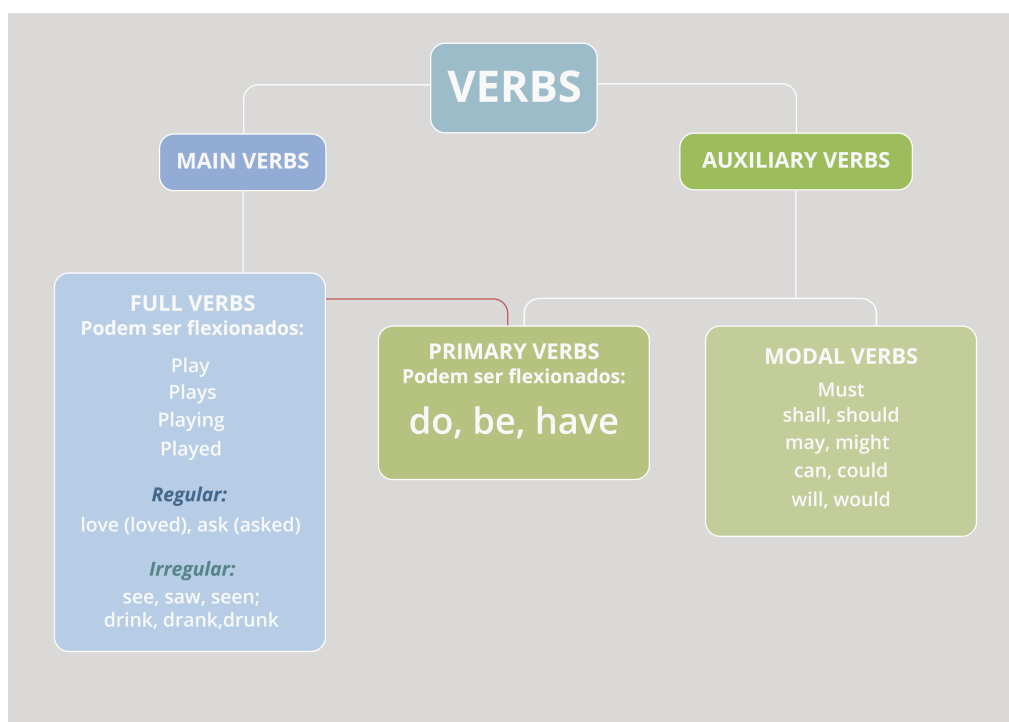 VERBS
MAIN VERBS
AUXILIARY VERBS
FULL VERBS
Podem ser flexionados:
Play
Plays
Playing
Played
Regular:
love (loved), ask (asked)
Irregular:
see, saw, seen;
drink, drank,drunk
PRIMARY VERBS
Podem ser flexionados:
do, be, have
MODAL VERBS
Must
shall, should
may, might
can, could
will, would